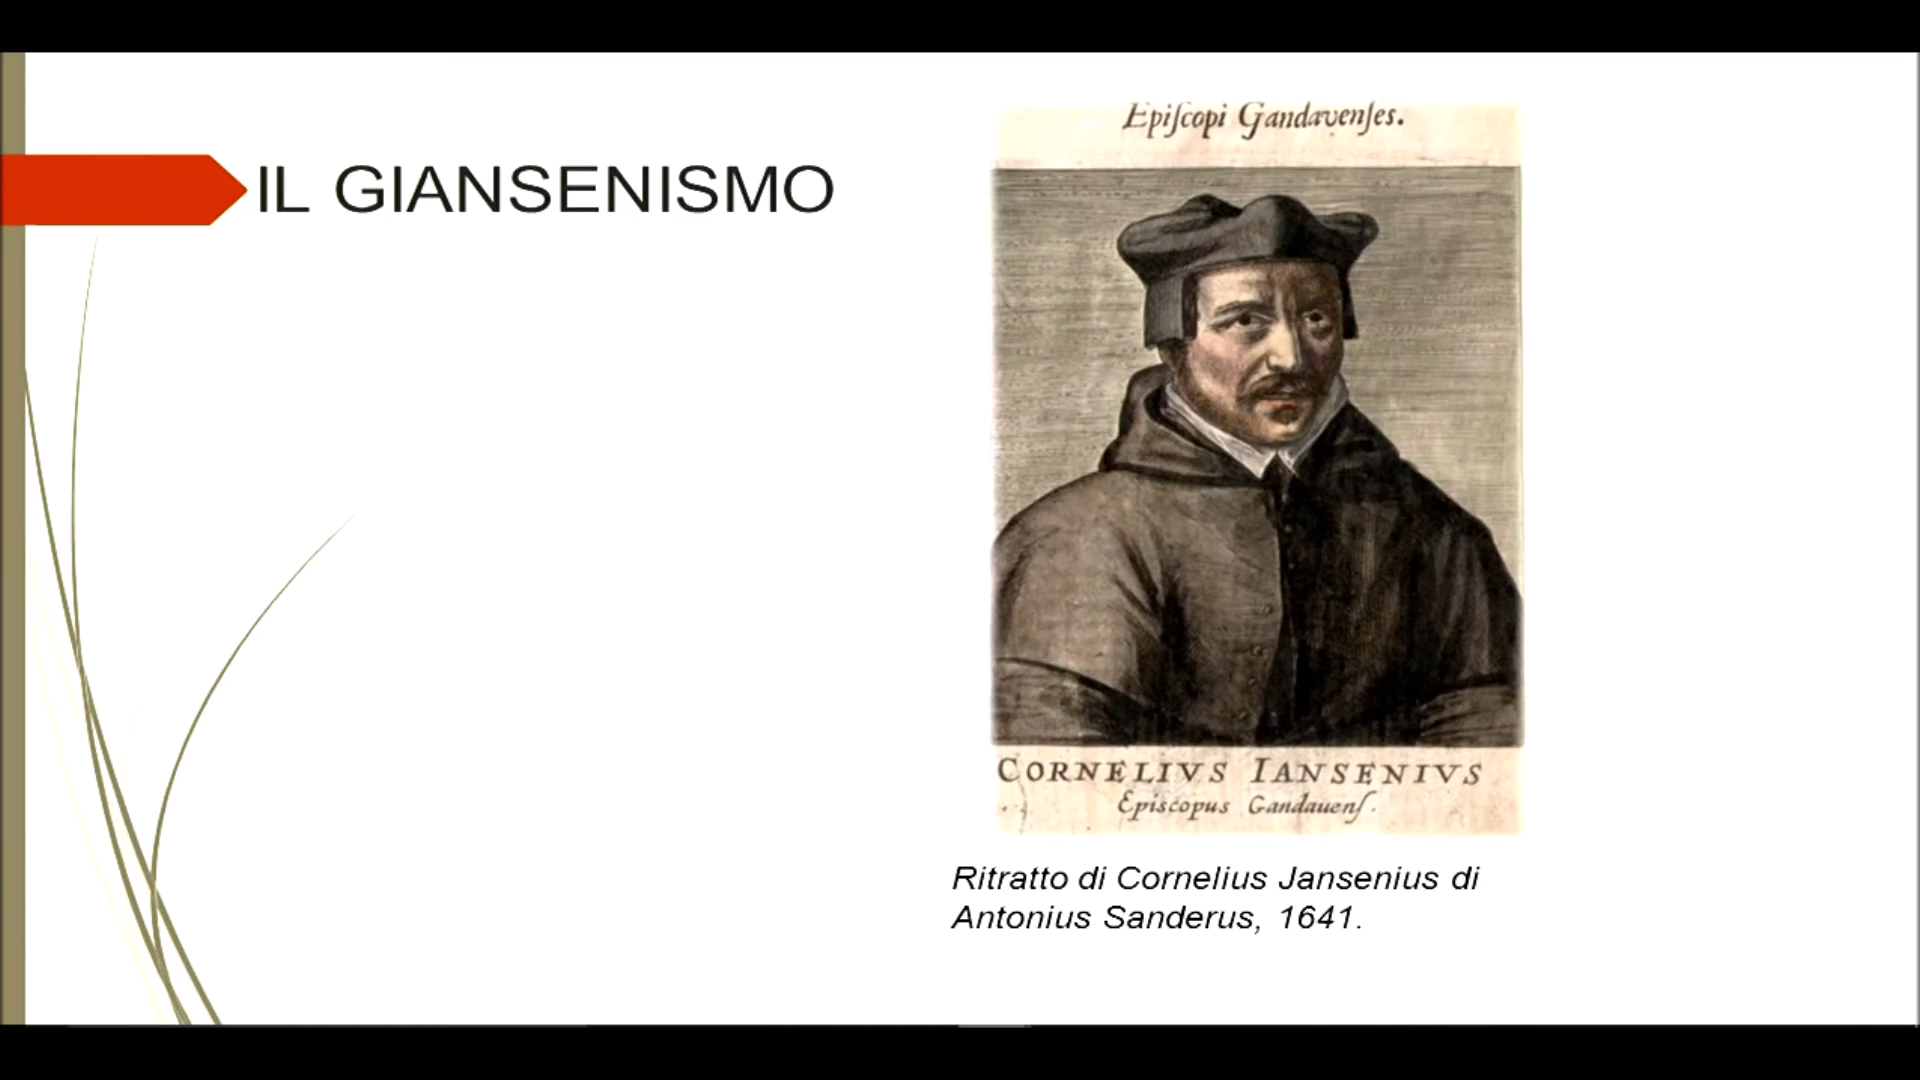 IL GIANSENISMO
Epiſcopi Gandavenſes.
CORNELIVS IANSENIVS
Episcopus Gandauenſ.
Ritratto di Cornelius Jansenius di
Antonius Sanderus, 1641.